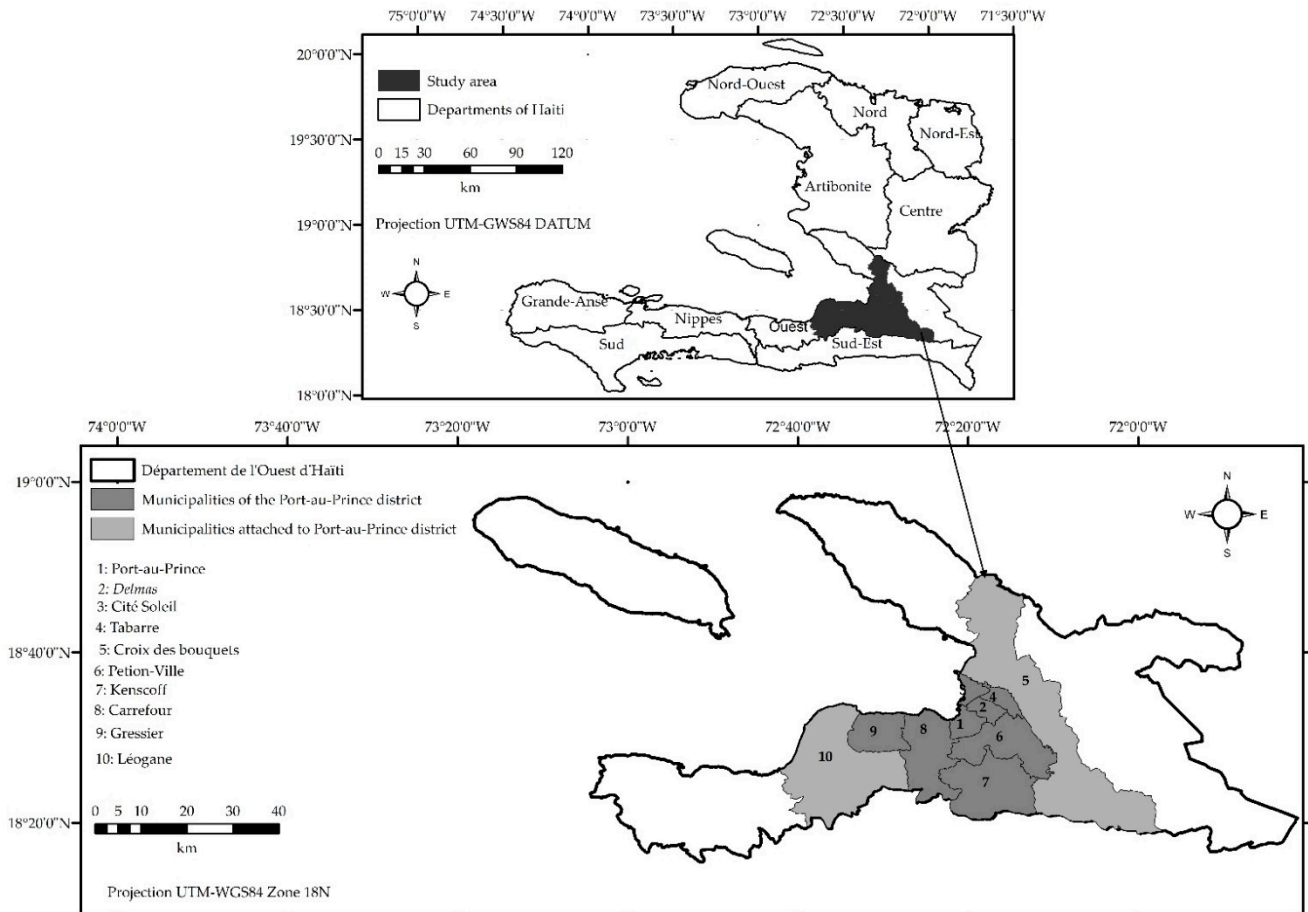 75°0'0"W 74°30'0"W 74°0'0"W 73°30'0"W 73°0'0"W 72°30'0"W 72°0'0"W 71°30'0"W
20°0'0"N
Study area
Departments of Haiti
0 15 30 60 90 120
km
Projection UTM-GWS84 DATUM
19°30'0"N
19°0'0"N
18°30'0"N
18°0'0"N
N
W E
S
Nord-Ouest
Nord
Nord-Est
Artibonite
Centre
Grande-Anse
Nippes
Ouest
Sud
Sud-Est
74°0'0"W 73°40'0"W 73°20'0"W 73°0'0"W 72°40'0"W 72°20'0"W 72°0'0"W
19°0'0"N
18°40'0"N
18°20'0"N
Département de l'Ouest d'Haïti
Municipalities of the Port-au-Prince district
Municipalities attached to Port-au-Prince district
1: Port-au-Prince
2: Delmas
3: Cité Soleil
4: Tabarre
5: Croix des bouquets
6: Petion-Ville
7: Kenscoff
8: Carrefour
9: Gressier
10: Léogane
0 5 10 20 30 40
km
Projection UTM-WGS84 Zone 18N
N
W E
S
5
3
4
2
1
6
7
8
9
10